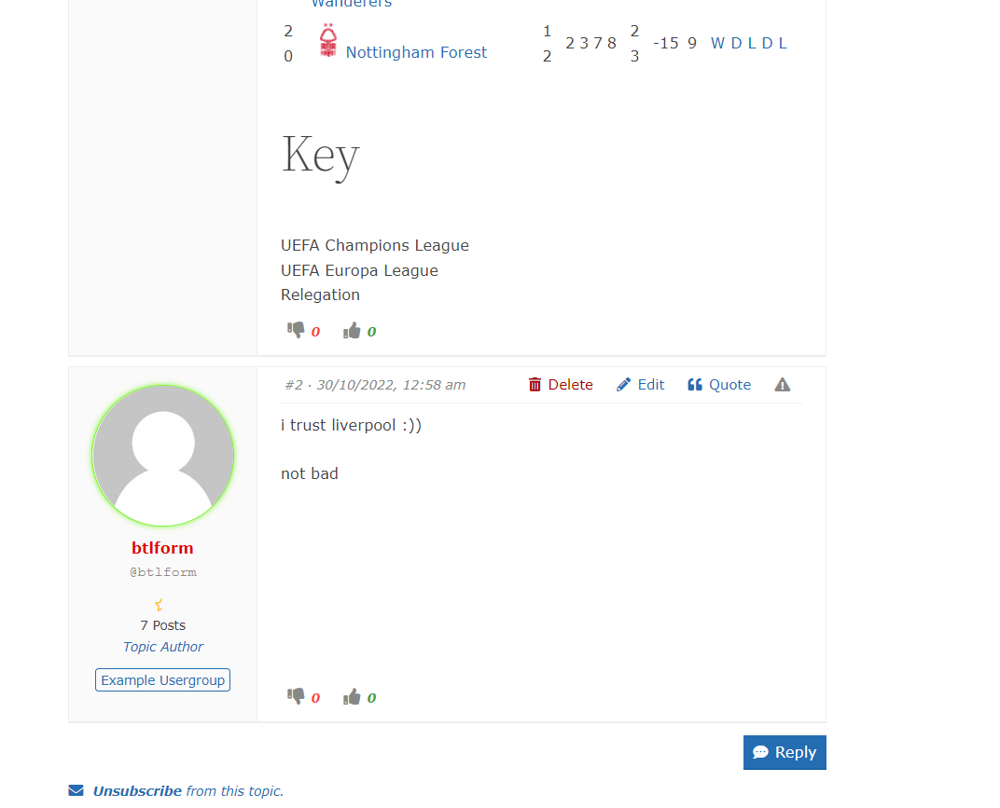 Wanderers
20 Nottingham Forest 12 2 3 7 8 23 -15 9 W D L D L
Key
UEFA Champions League
UEFA Europa League
Relegation
0 0
#2 · 30/10/2022, 12:58 am Delete Edit Quote
i trust liverpool :))
not bad
btlform
@btlform
7 Posts
Topic Author
Example Usergroup
0 0
Reply
Unsubscribe from this topic.